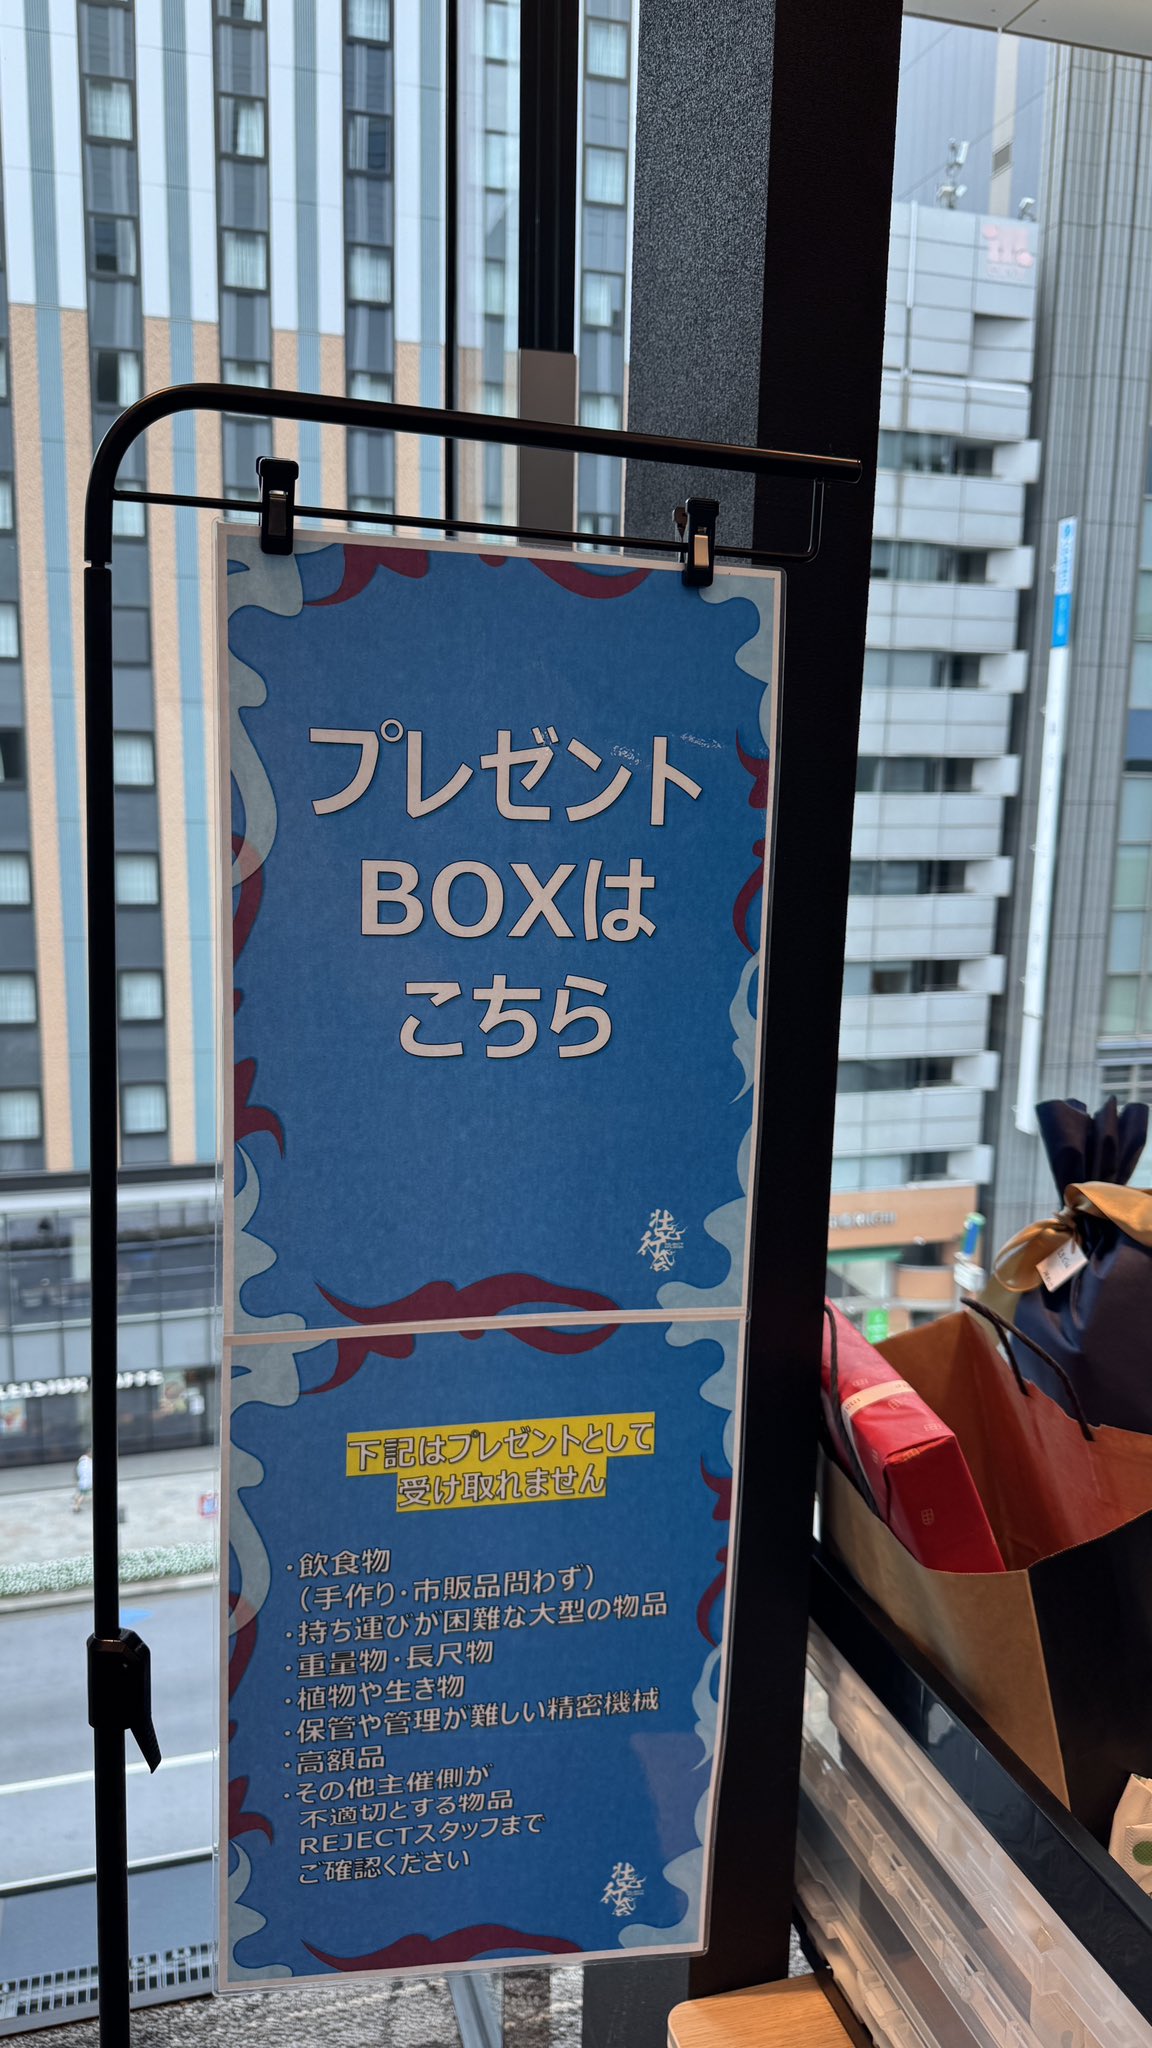 プレゼント
BOXは
こちら
壮行会
下記はプレゼントとして
受け取れません
・飲食物
（手作り・市販品問わず）
・持ち運びが困難な大型の物品
・重量物・長尺物
・植物や生き物
・保管や管理が難しい精密機械
・高額品
・その他主催側が
不適切とする物品
REJECTスタッフまで
ご確認ください
壮行会